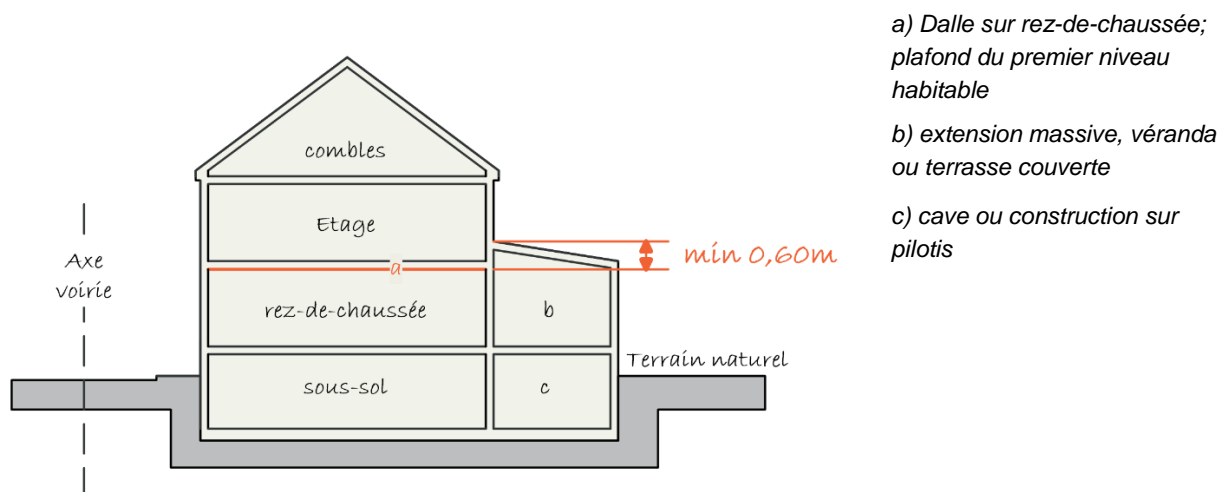 combles
Etage
a
min 0,60m
Axe
voirie
rez-de-chaussée
b
Terrain naturel
sous-sol
c
a) Dalle sur rez-de-chaussée;
plafond du premier niveau
habitable
b) extension massive, véranda
ou terrasse couverte
c) cave ou construction sur
pilotis